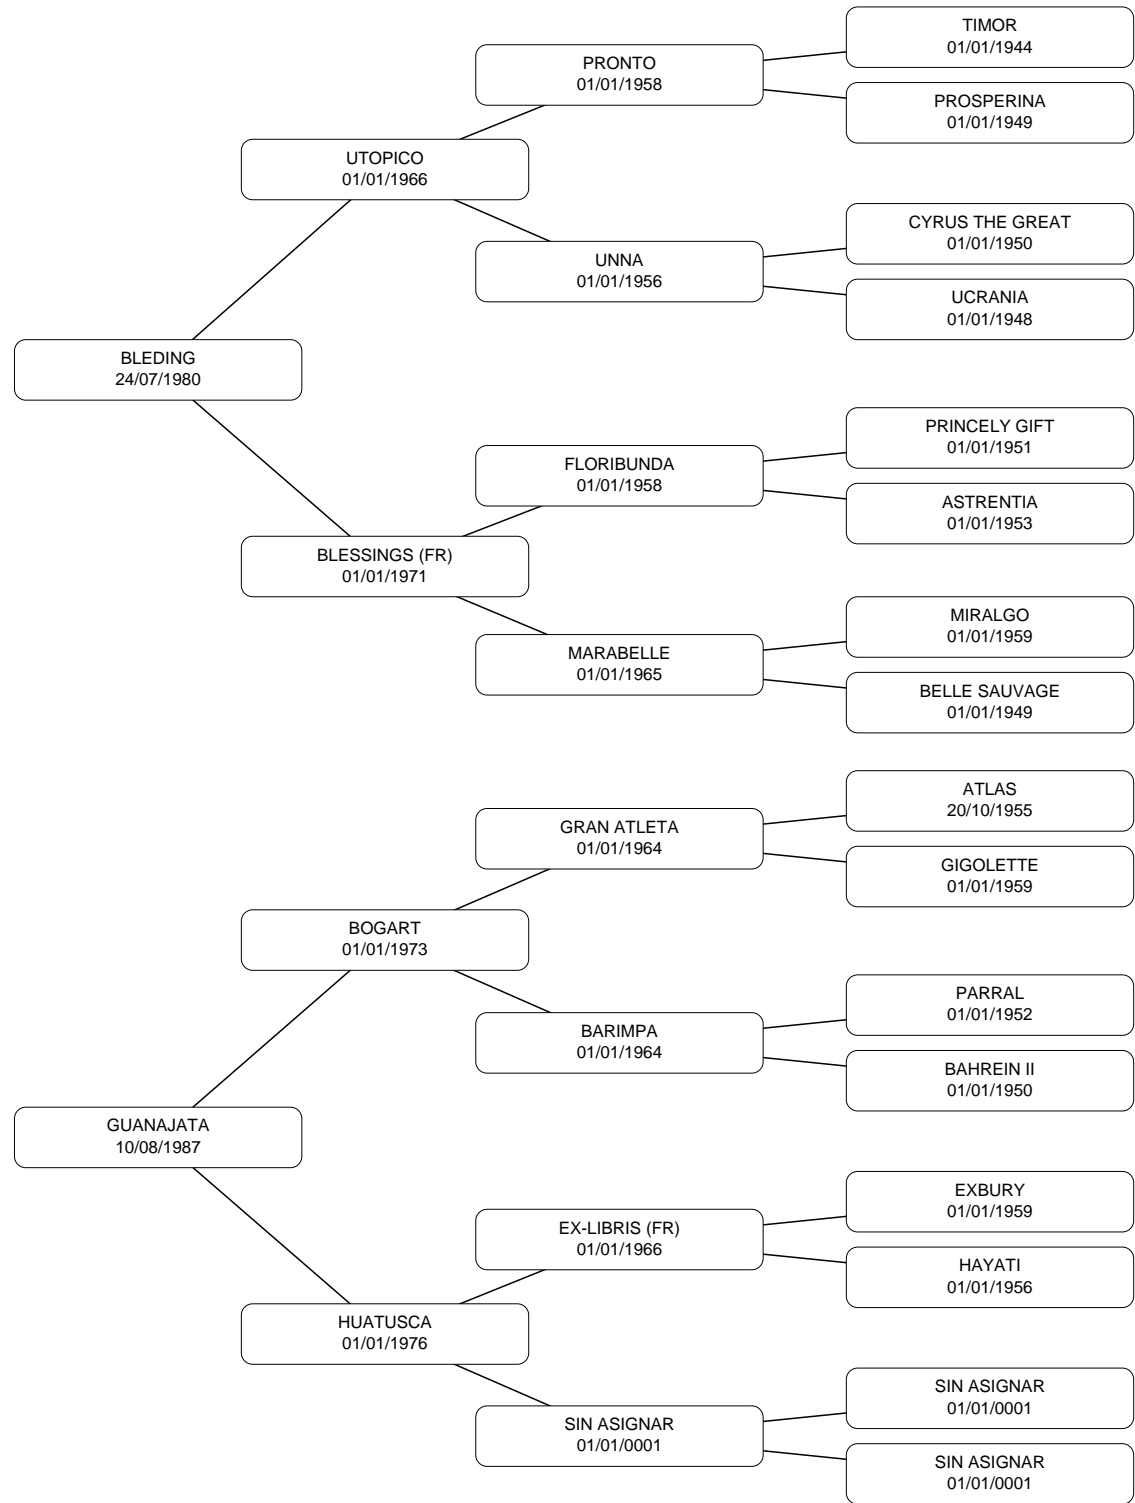 TIMOR
01/01/1944
PRONTO
01/01/1958
PROSPERINA
01/01/1949
UTOPICO
01/01/1966
CYRUS THE GREAT
01/01/1950
UNNA
01/01/1956
UCRANIA
01/01/1948
BLEDING
24/07/1980
PRINCELY GIFT
01/01/1951
FLORIBUNDA
01/01/1958
ASTRENTIA
01/01/1953
BLESSINGS (FR)
01/01/1971
MIRALGO
01/01/1959
MARABELLE
01/01/1965
BELLE SAUVAGE
01/01/1949
ATLAS
20/10/1955
GRAN ATLETA
01/01/1964
GIGOLETTE
01/01/1959
BOGART
01/01/1973
PARRAL
01/01/1952
BARIMPA
01/01/1964
BAHREIN II
01/01/1950
GUANAJATA
10/08/1987
EXBURY
01/01/1959
EX-LIBRIS (FR)
01/01/1966
HAYATI
01/01/1956
HUATUSCA
01/01/1976
SIN ASIGNAR
01/01/0001
SIN ASIGNAR
01/01/0001
SIN ASIGNAR
01/01/0001